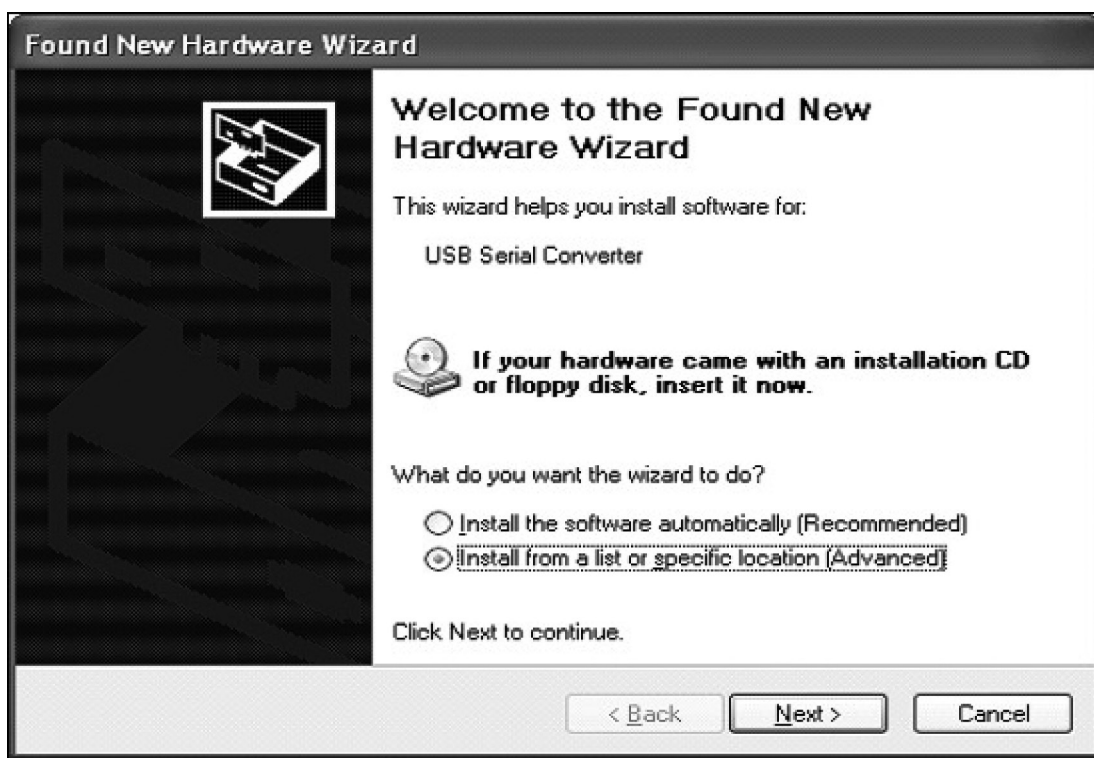 Found New Hardware Wizard
Welcome to the Found New
Hardware Wizard
This wizard helps you install software for:
USB Serial Converter
If your hardware came with an installation CD
or floppy disk, insert it now.
What do you want the wizard to do?
Install the software automatically (Recommended)
Install from a list or specific location (Advanced)
Click Next to continue.
< Back Next > Cancel